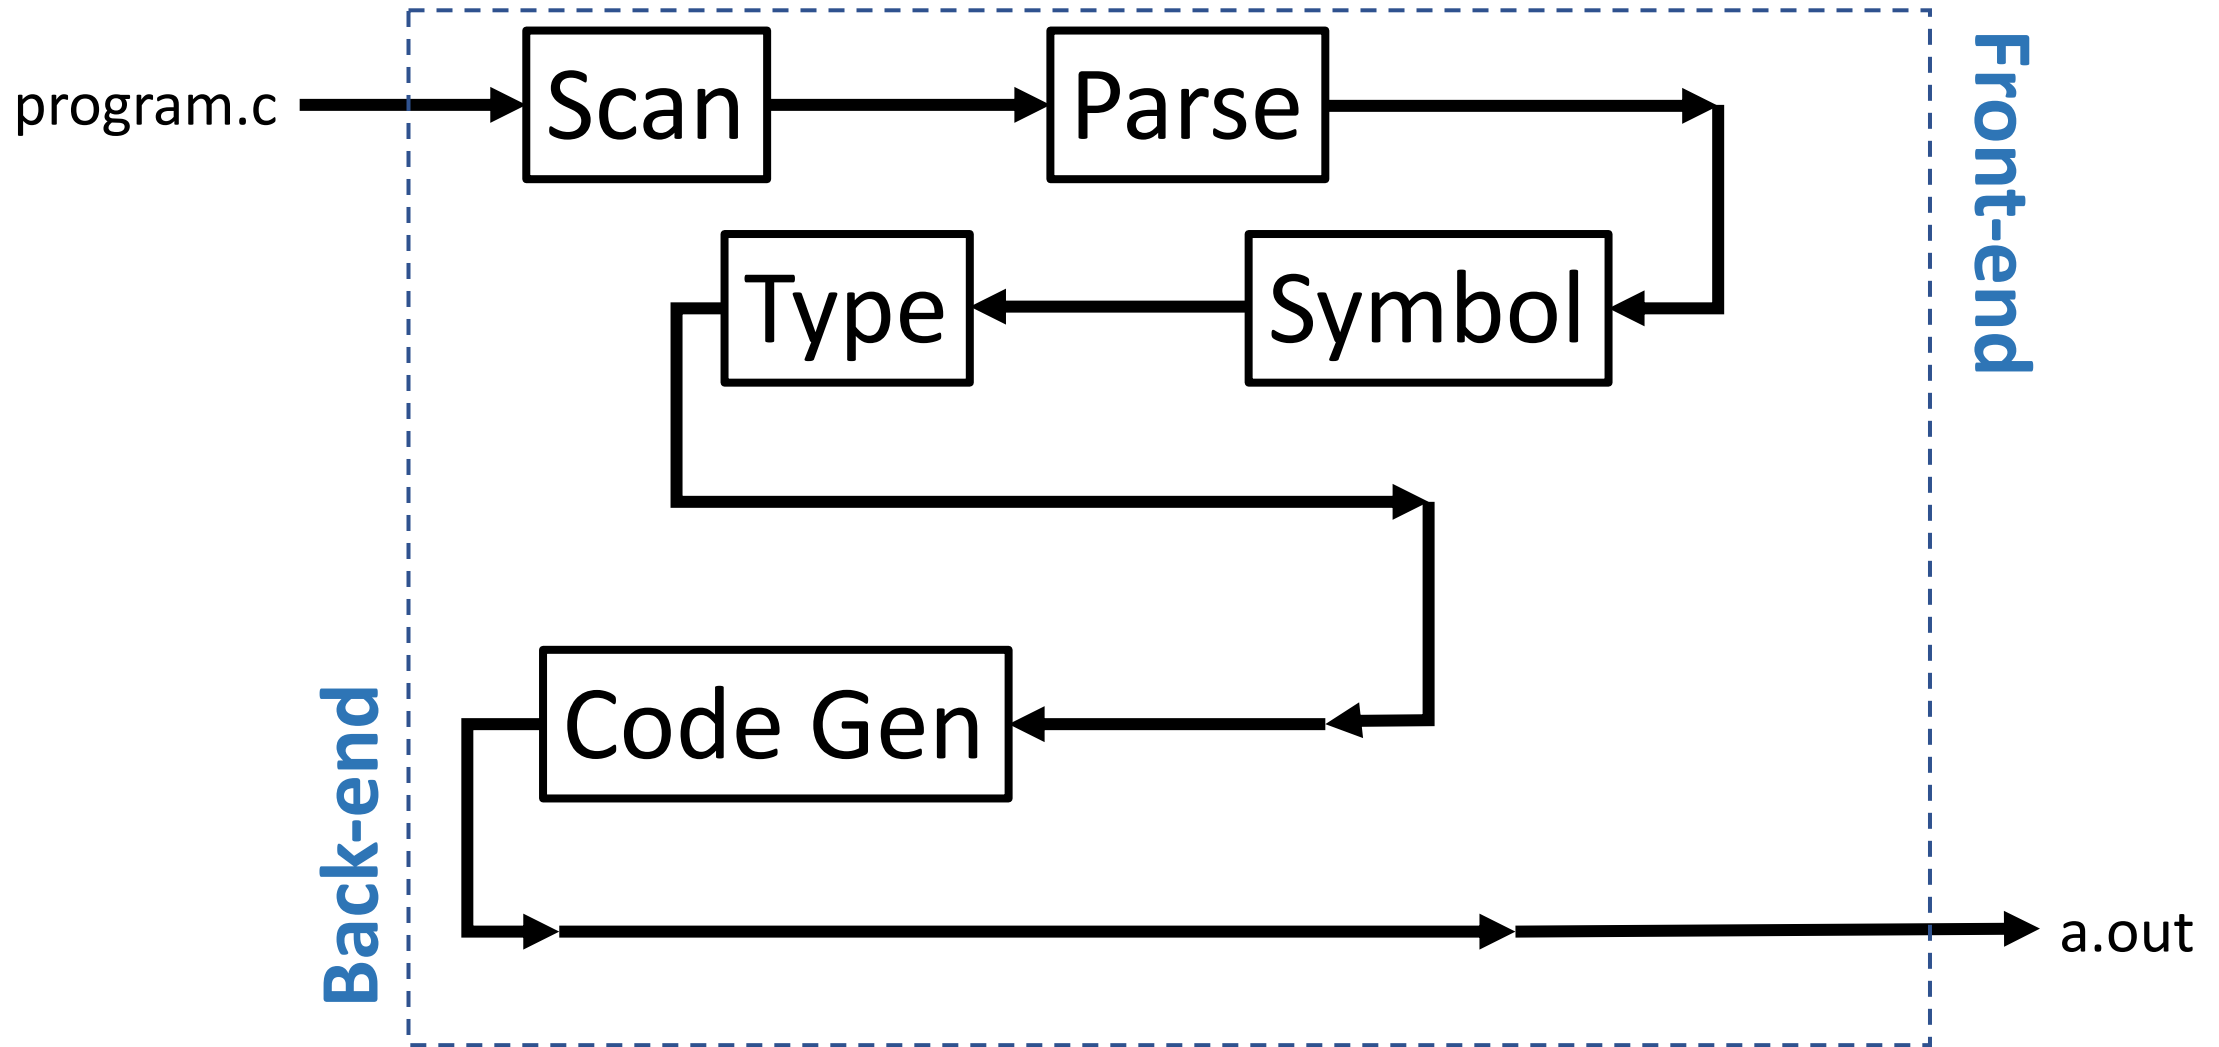 program.c
Scan
Parse
Front-end
Type
Symbol
Code Gen
Back-end
a.out